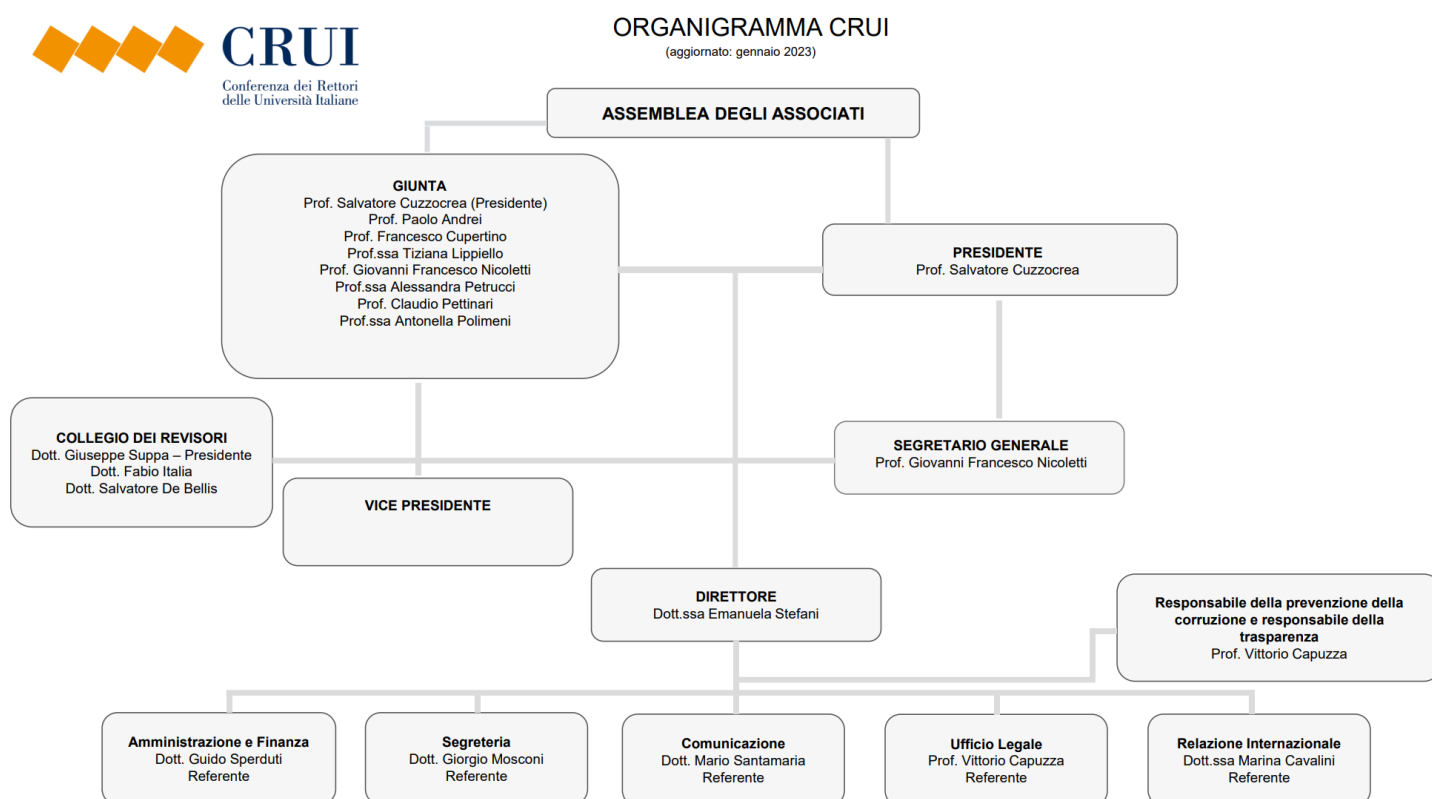 CRUI
Conferenza dei Rettori
delle Università Italiane
ORGANIGRAMMA CRUI
(aggiornato: gennaio 2023)
ASSEMBLEA DEGLI ASSOCIATI
GIUNTA
Prof. Salvatore Cuzzocrea (Presidente)
Prof. Paolo Andrei
Prof. Francesco Cupertino
Prof.ssa Tiziana Lippiello
Prof. Giovanni Francesco Nicoletti
Prof.ssa Alessandra Petrucci
Prof. Claudio Pettinari
Prof.ssa Antonella Polimeni
PRESIDENTE
Prof. Salvatore Cuzzocrea
COLLEGIO DEI REVISORI
Dott. Giuseppe Suppa – Presidente
Dott. Fabio Italia
Dott. Salvatore De Bellis
SEGRETARIO GENERALE
Prof. Giovanni Francesco Nicoletti
VICE PRESIDENTE
DIRETTORE
Dott.ssa Emanuela Stefani
Responsabile della prevenzione della
corruzione e responsabile della
trasparenza
Prof. Vittorio Capuzza
Amministrazione e Finanza
Dott. Guido Sperduti
Referente
Segreteria
Dott. Giorgio Mosconi
Referente
Comunicazione
Dott. Mario Santamaria
Referente
Ufficio Legale
Prof. Vittorio Capuzza
Referente
Relazione Internazionale
Dott.ssa Marina Cavalini
Referente